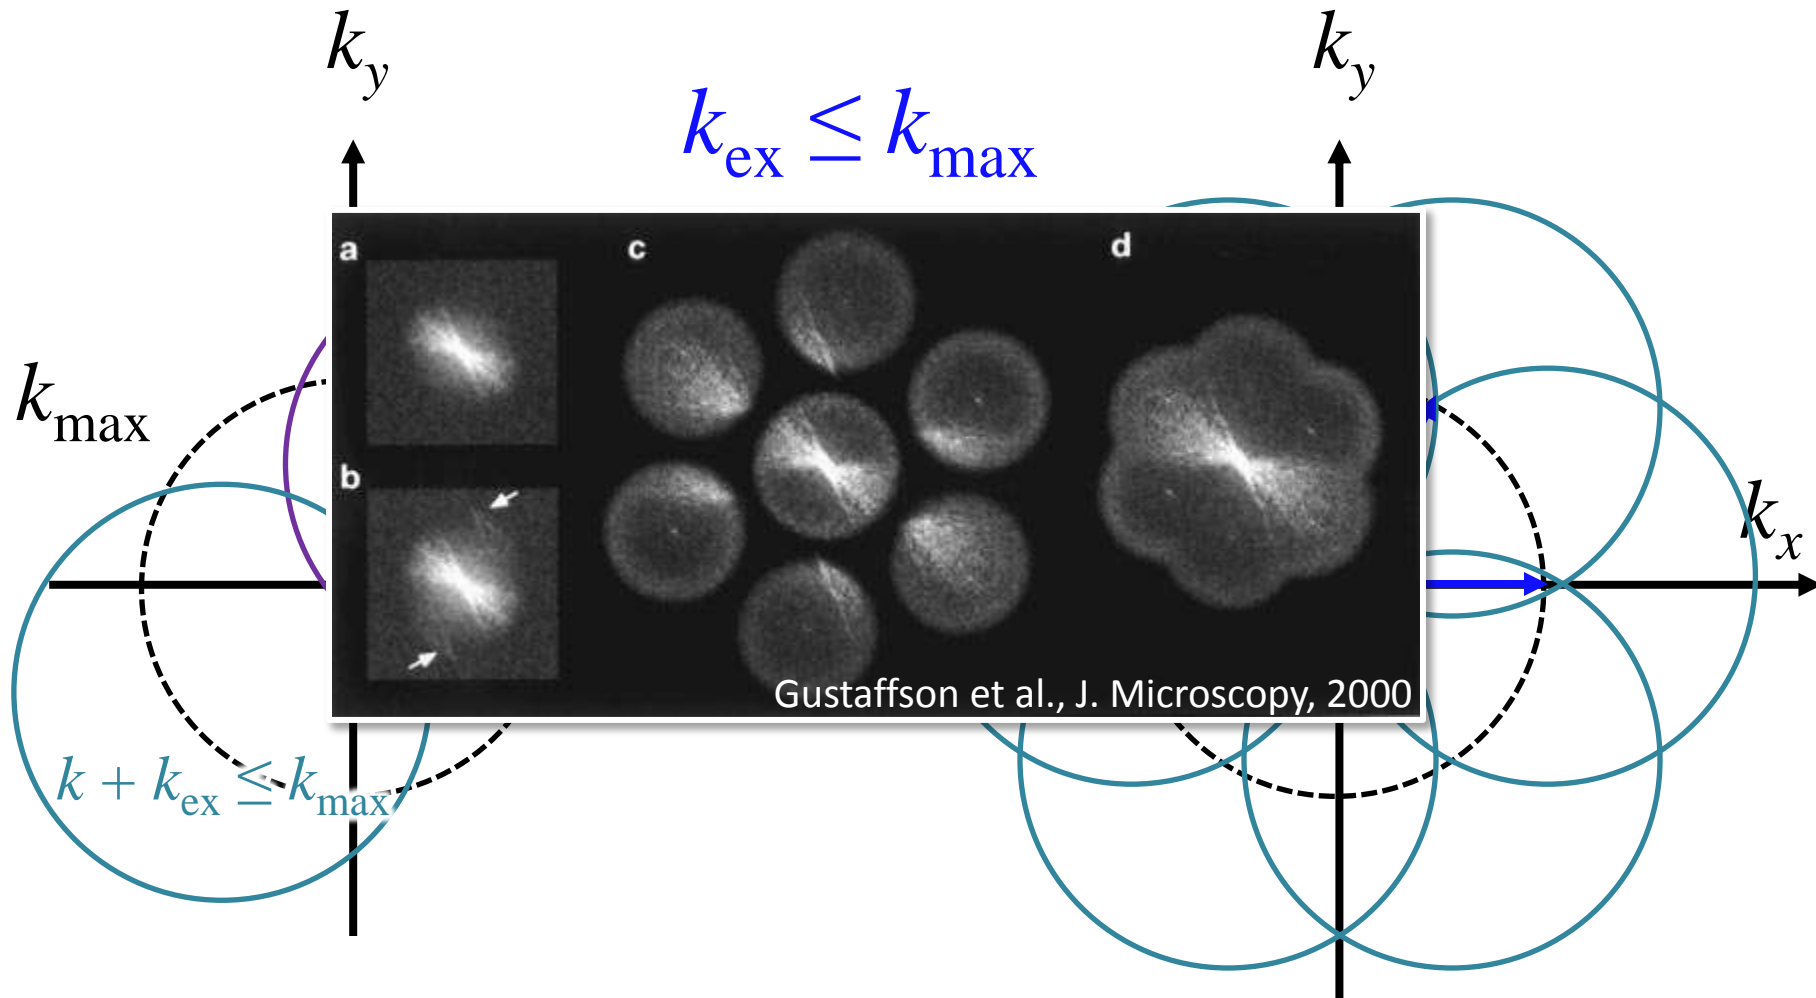 k_y
k_y
k_ex ≤ k_max
a
c
d
k_max
b
k_x
Gustaffson et al., J. Microscopy, 2000
k + k_ex ≤ k_max